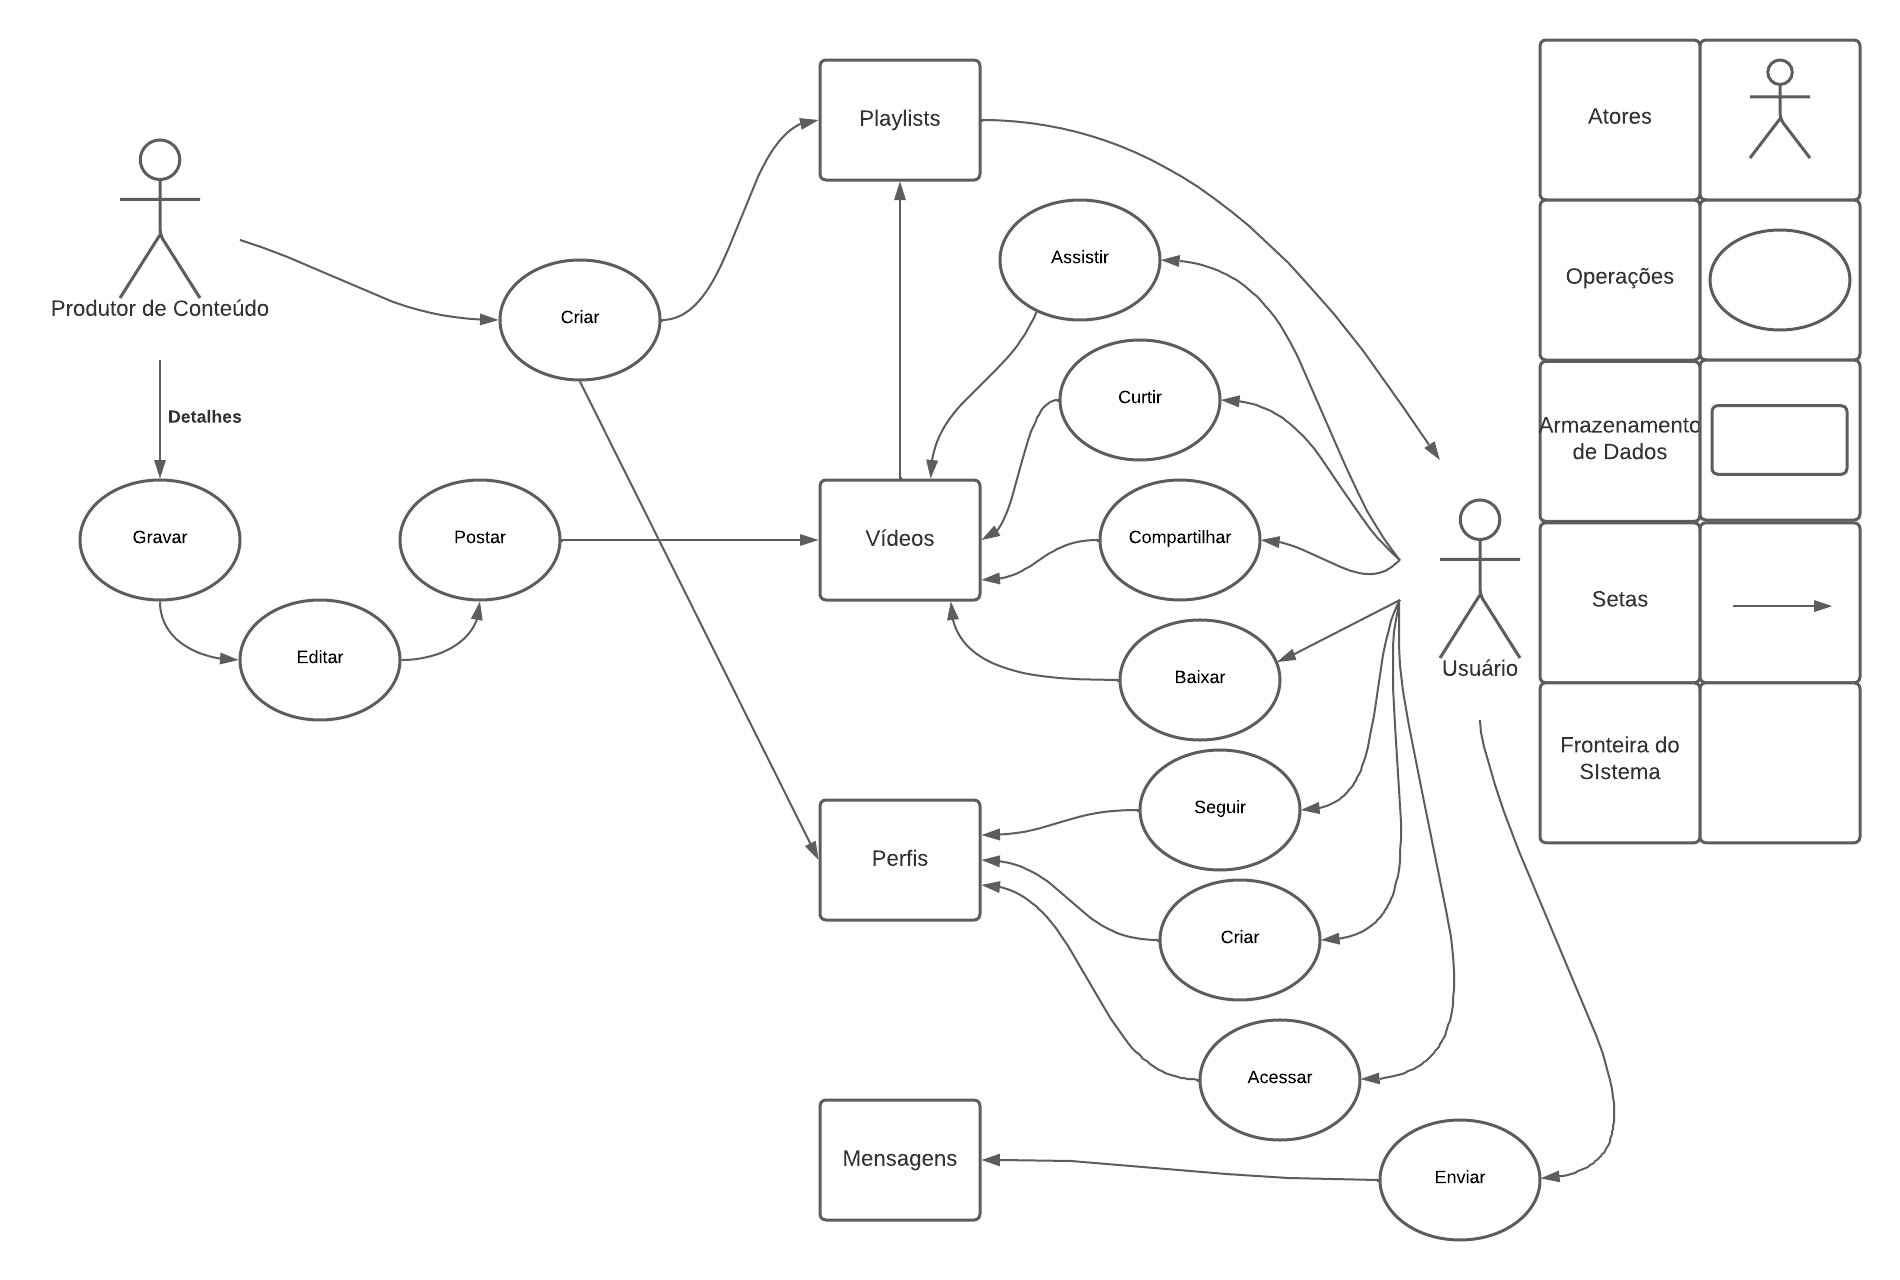 Playlists
Atores
Produtor de Conteúdo
Criar
Assistir
Operações
Detalhes
Curtir
Armazenamento
de Dados
Gravar
Postar
Vídeos
Compartilhar
Setas
Editar
Baixar
Usuário
Fronteira do
SIstema
Seguir
Perfis
Criar
Acessar
Mensagens
Enviar